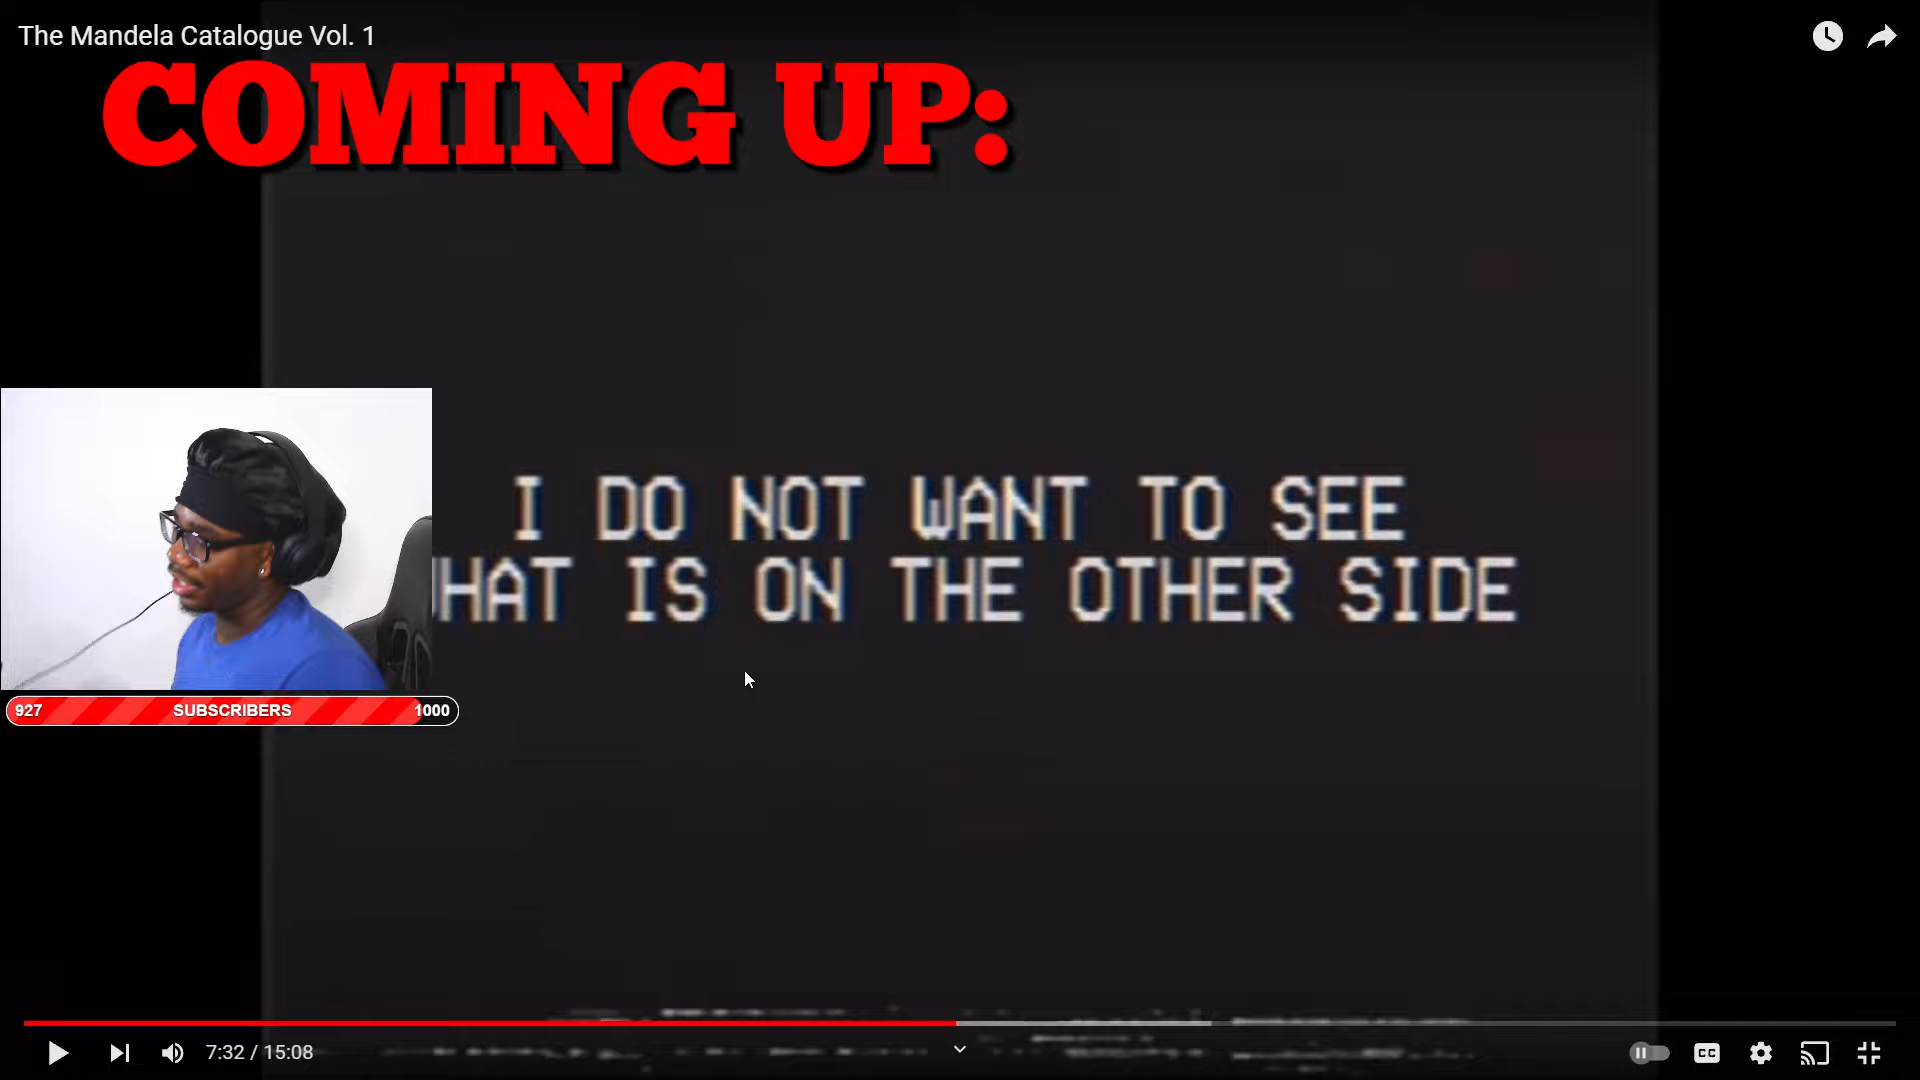 The Mandela Catalogue Vol. 1
COMING UP:
I DO NOT WANT TO SEE
HAT IS ON THE OTHER SIDE
927 SUBSCRIBERS 1000
7:32 / 15:08
CC